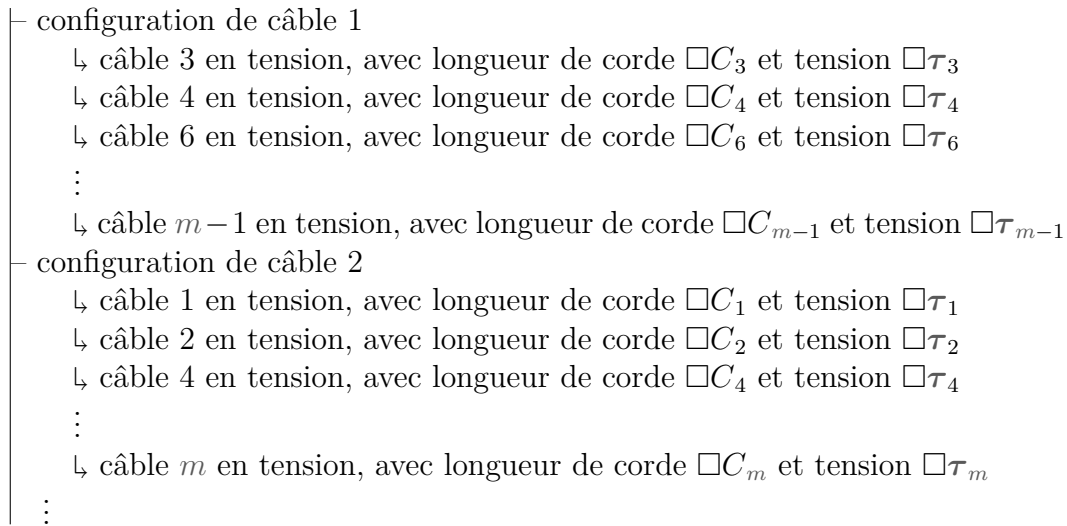 – configuration de câble 1
↳ câble 3 en tension, avec longueur de corde □C₃ et tension □τ₃
↳ câble 4 en tension, avec longueur de corde □C₄ et tension □τ₄
↳ câble 6 en tension, avec longueur de corde □C₆ et tension □τ₆
⋮
↳ câble m−1 en tension, avec longueur de corde □Cₘ₋₁ et tension □τₘ₋₁
– configuration de câble 2
↳ câble 1 en tension, avec longueur de corde □C₁ et tension □τ₁
↳ câble 2 en tension, avec longueur de corde □C₂ et tension □τ₂
↳ câble 4 en tension, avec longueur de corde □C₄ et tension □τ₄
⋮
↳ câble m en tension, avec longueur de corde □Cₘ et tension □τₘ
⋮